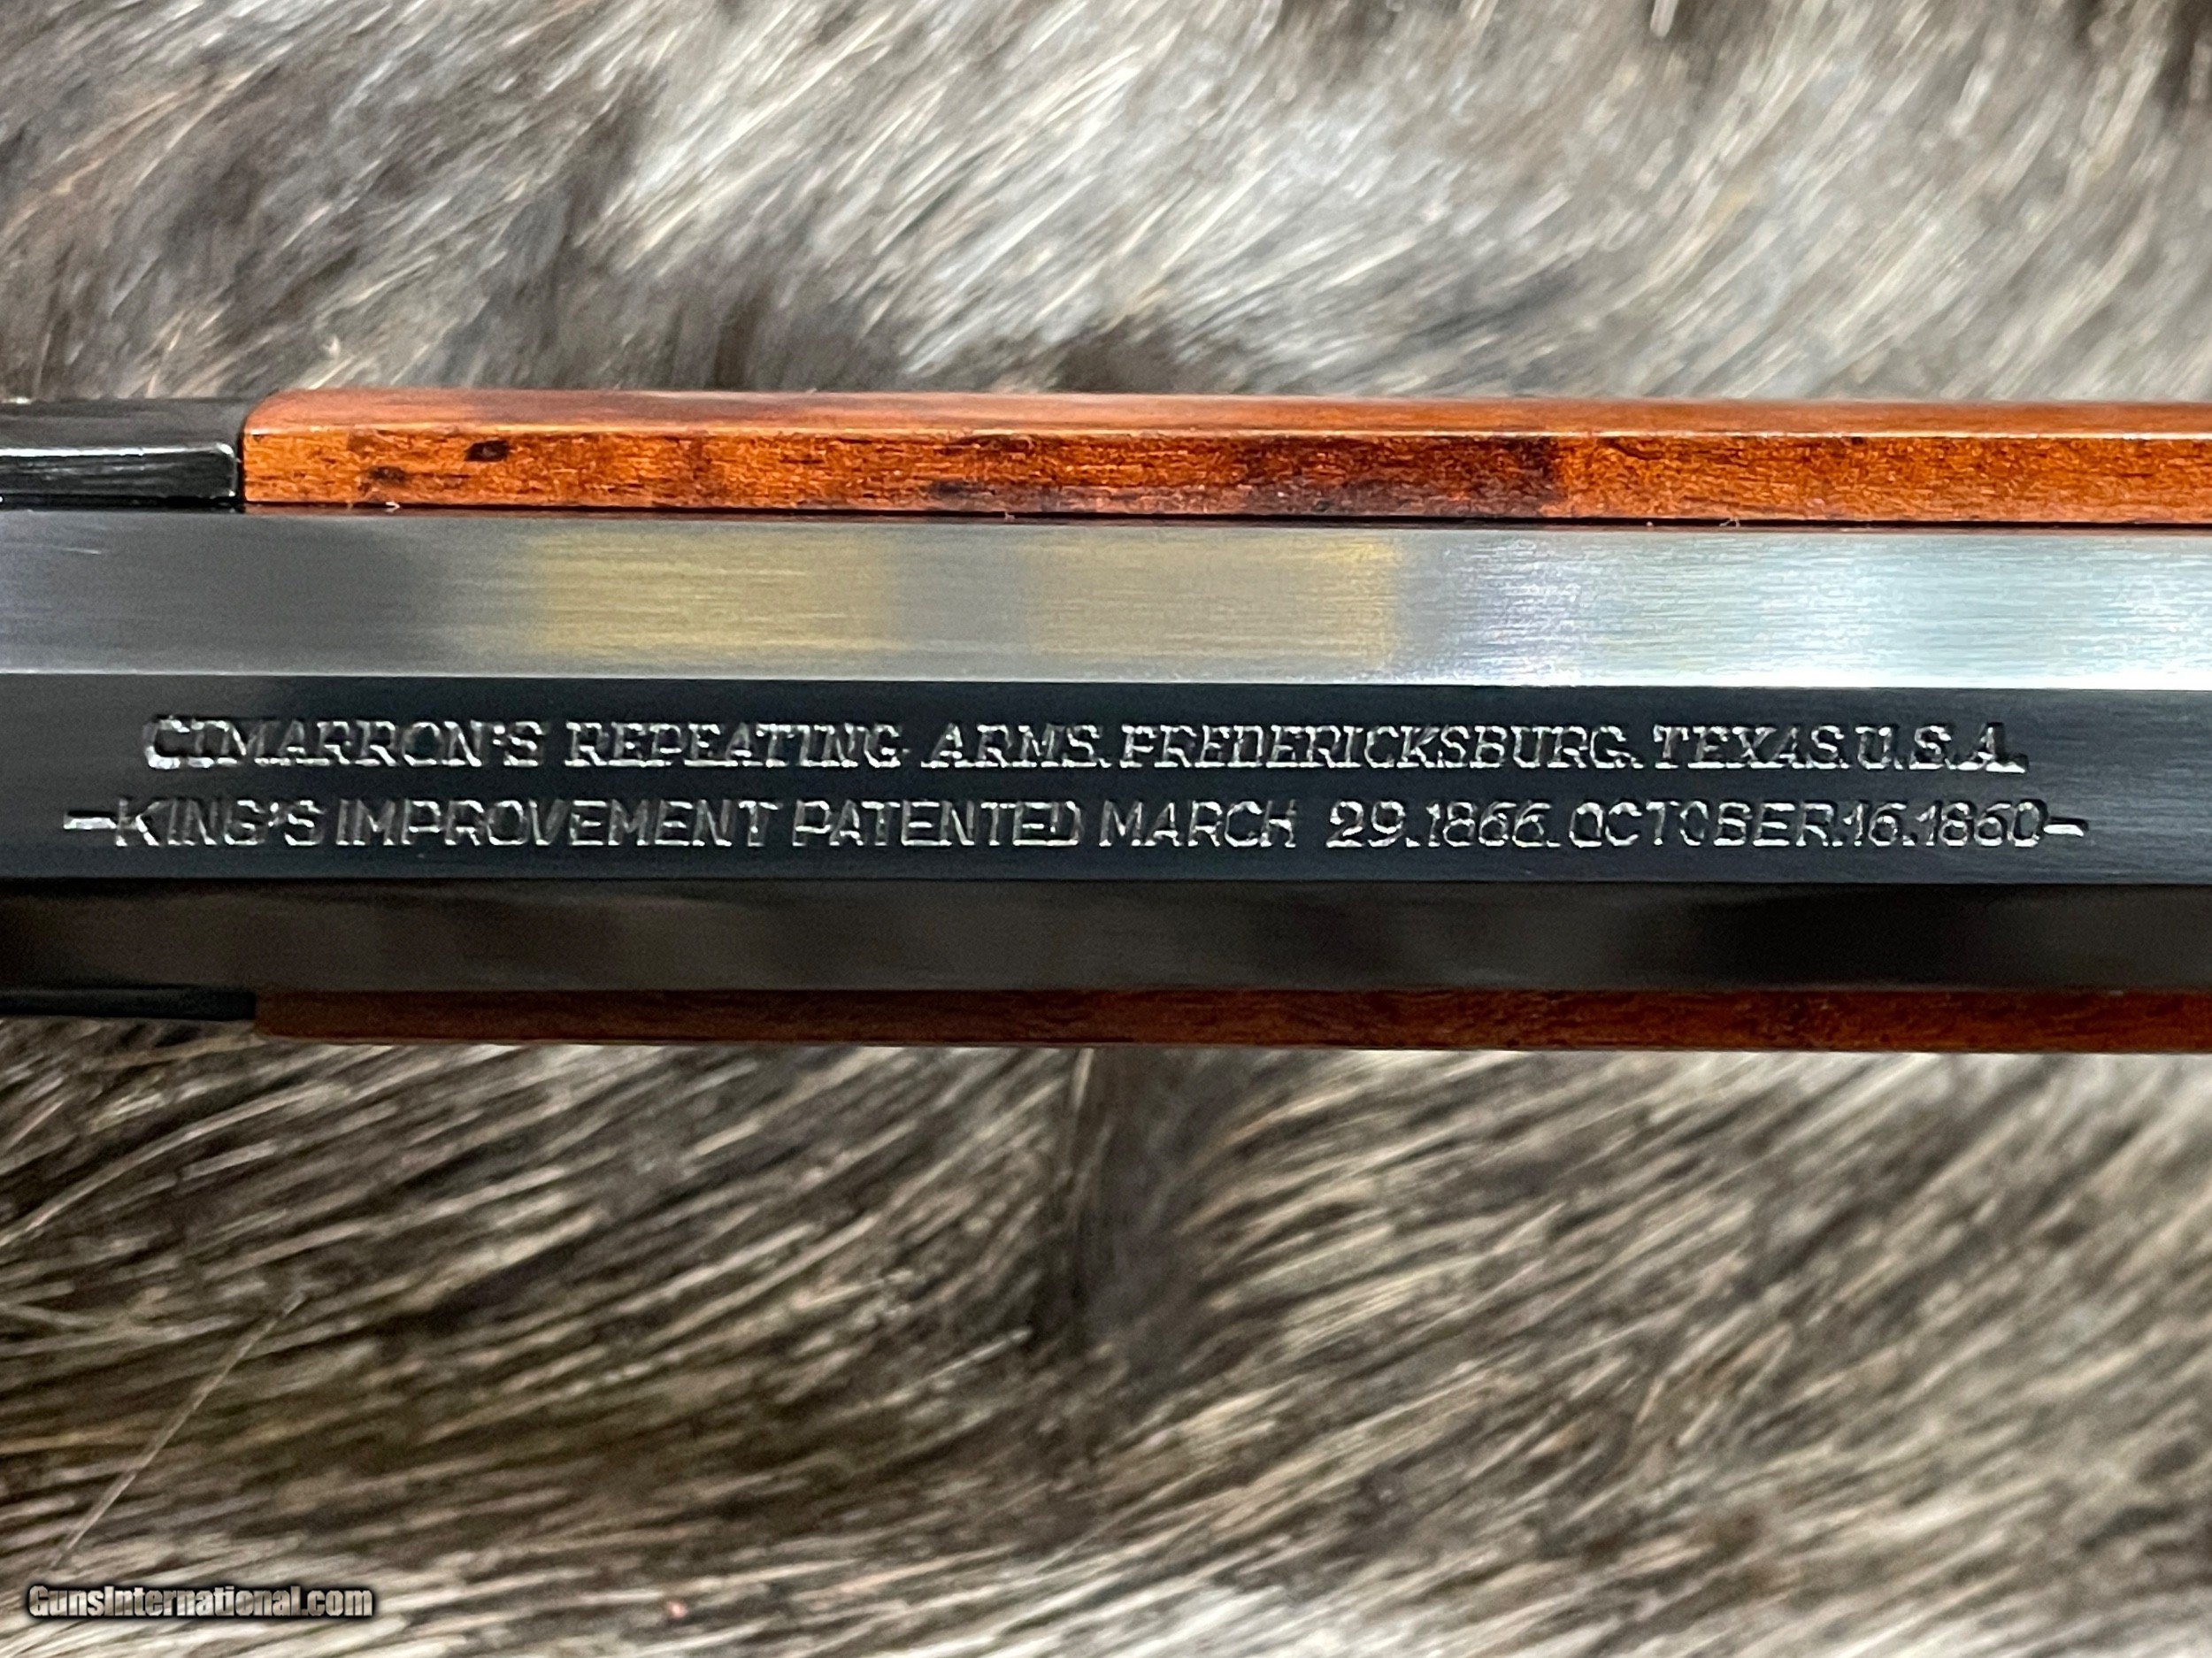 CIMARRON'S REPEATING ARMS. FREDERICKSBURG. TEXAS. U.S.A.
-KING'S IMPROVEMENT PATENTED MARCH 29.1866. OCTOBER.16.1860-
GunsInternational.com